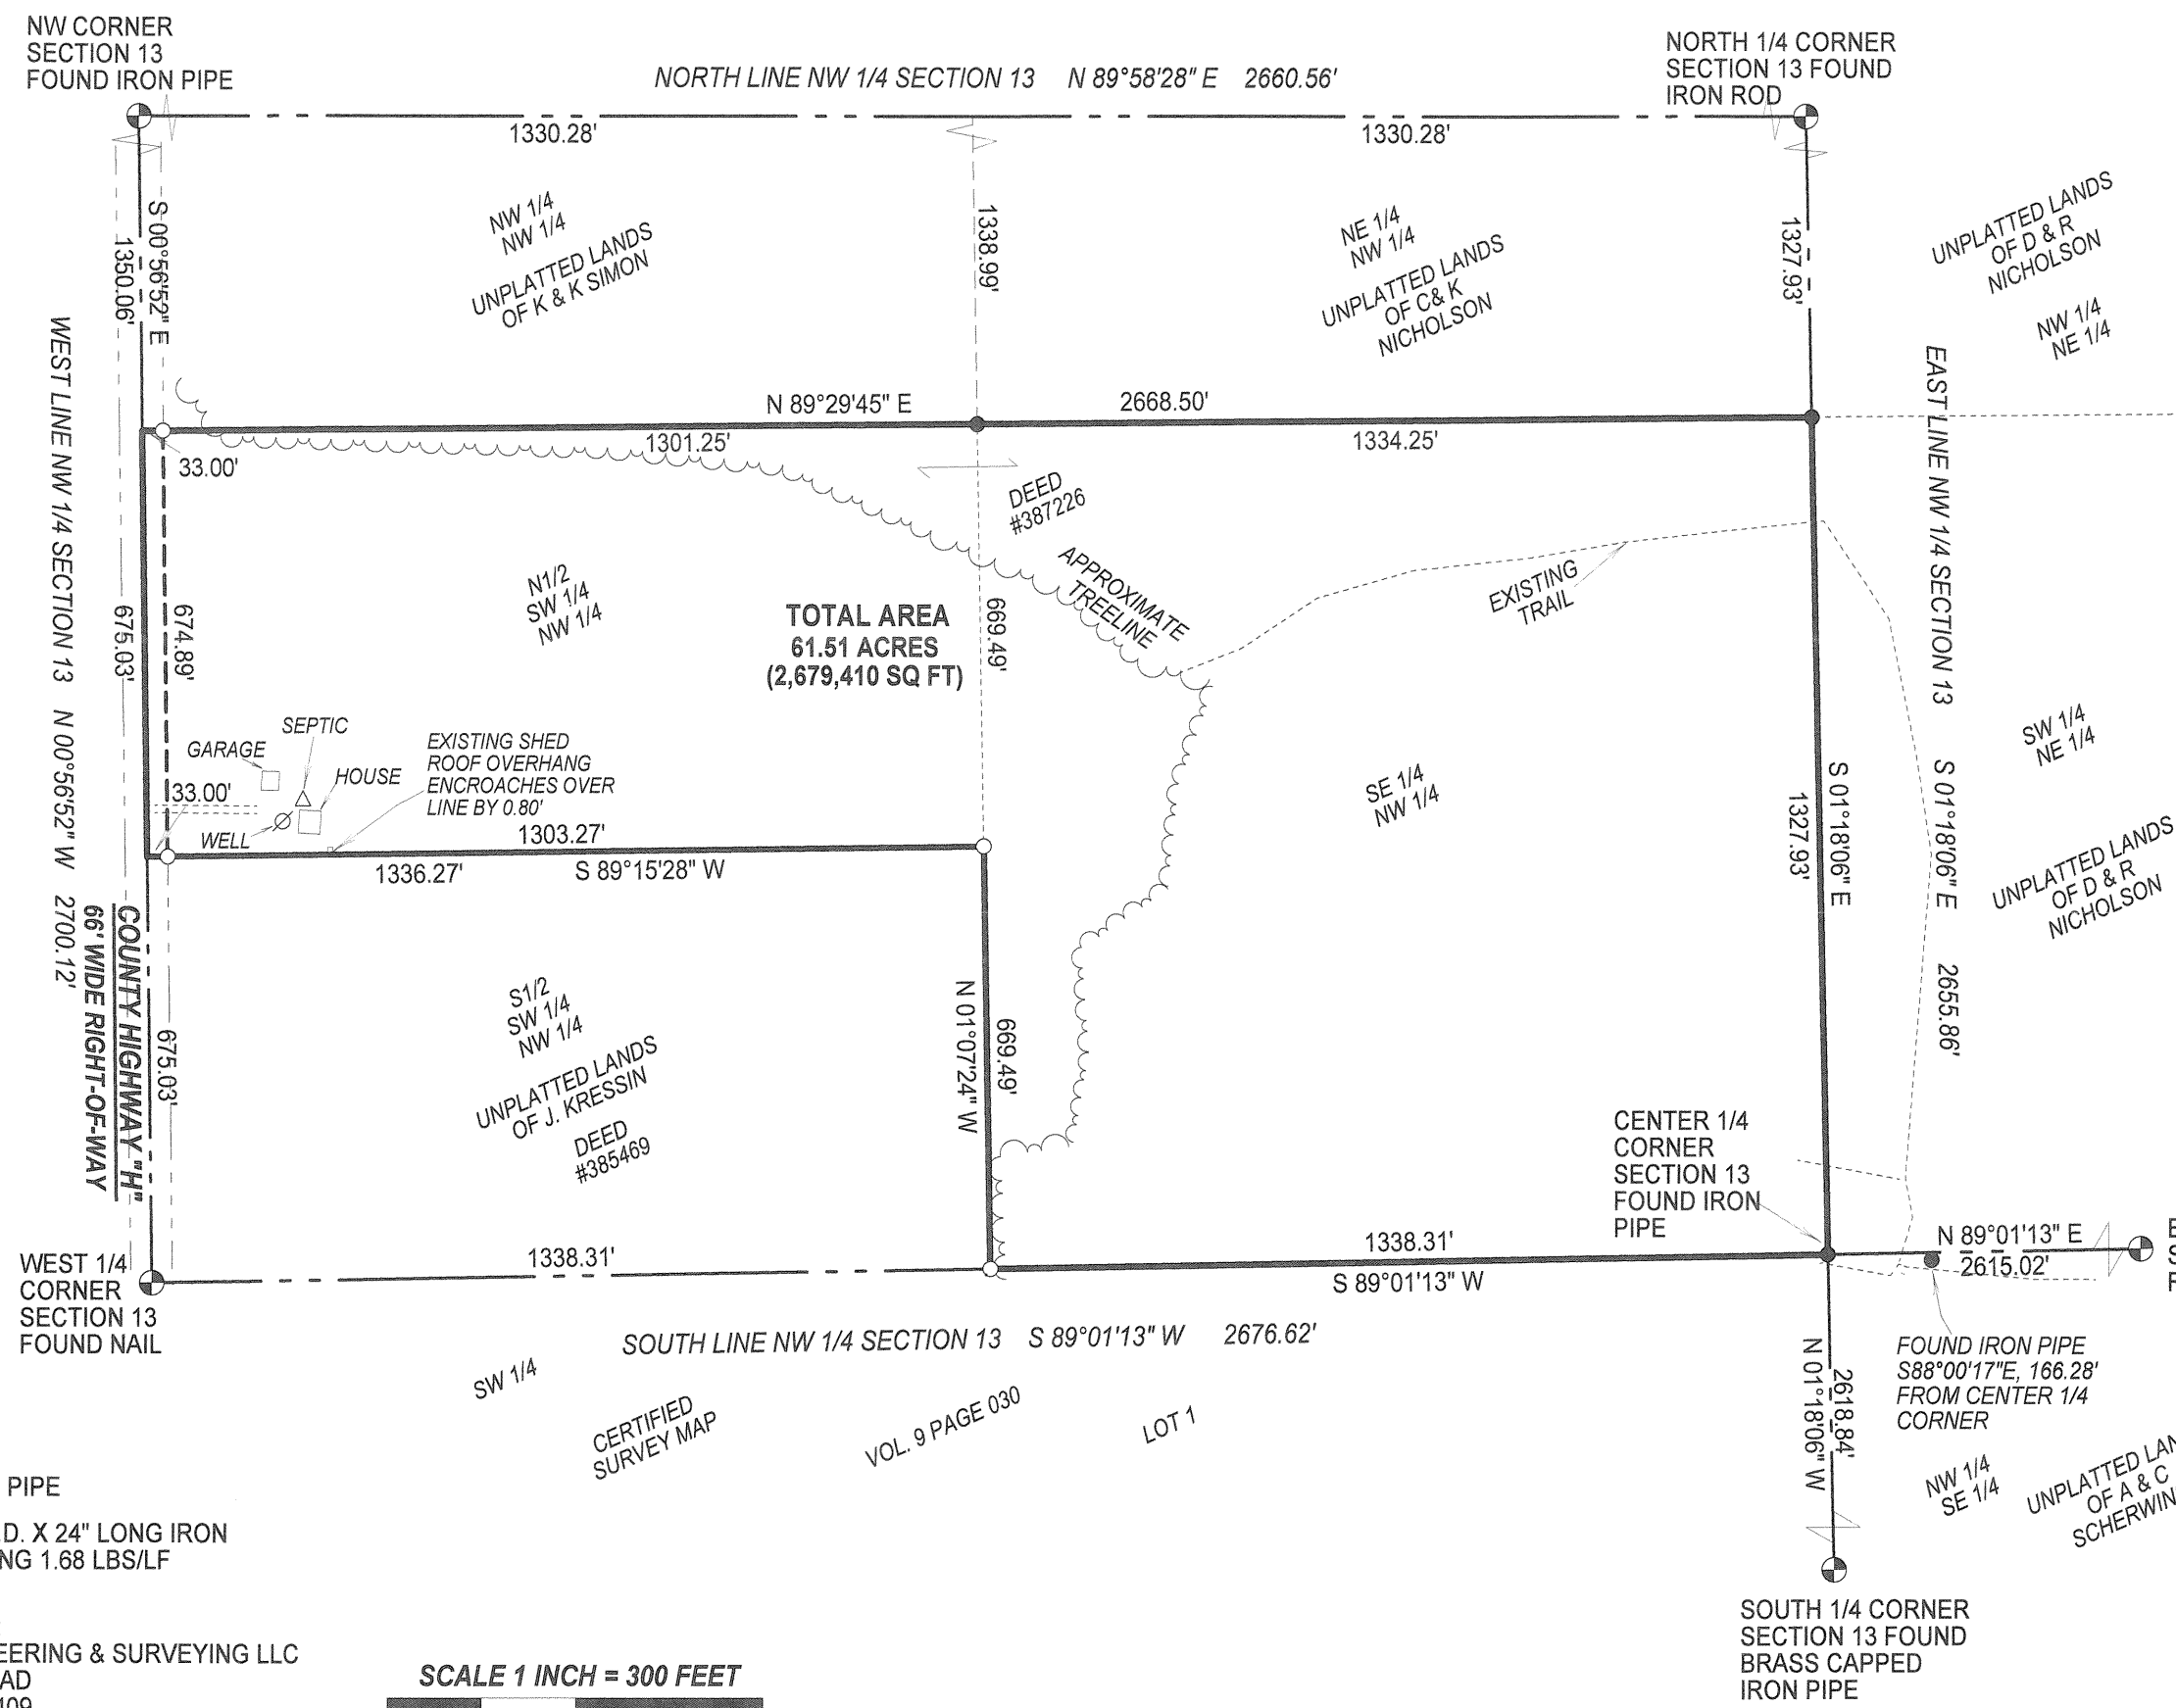 NW CORNER
SECTION 13
FOUND IRON PIPE
NORTH LINE NW 1/4 SECTION 13 N 89°58'28" E 2660.56'
NORTH 1/4 CORNER
SECTION 13 FOUND
IRON ROD
1330.28'
1330.28'
S 00°56'52" E
1350.06'
NW 1/4
NW 1/4
UNPLATTED LANDS
OF K & K SIMON
1338.99'
NE 1/4
NW 1/4
UNPLATTED LANDS
OF C& K
NICHOLSON
1327.93'
UNPLATTED LANDS
OF D & R
NICHOLSON
NW 1/4
NE 1/4
WEST LINE NW 1/4 SECTION 13 N 00°56'52" W 2700.12'
EAST LINE NW 1/4 SECTION 13 S 01°18'06" E 2655.86'
N 89°29'45" E
2668.50'
1301.25'
1334.25'
33.00'
DEED
#387226
APPROXIMATE
TREELINE
EXISTING
TRAIL
N1/2
SW 1/4
NW 1/4
TOTAL AREA
61.51 ACRES
(2,679,410 SQ FT)
669.49'
675.03'
674.89'
SEPTIC
GARAGE
HOUSE
WELL
33.00'
EXISTING SHED
ROOF OVERHANG
ENCROACHES OVER
LINE BY 0.80'
1303.27'
1336.27'
S 89°15'28" W
SE 1/4
NW 1/4
S 01°18'06" E
1327.93'
SW 1/4
NE 1/4
UNPLATTED LANDS
OF D & R
NICHOLSON
COUNTY HIGHWAY "H"
66' WIDE RIGHT-OF-WAY
675.03'
S1/2
SW 1/4
NW 1/4
UNPLATTED LANDS
OF J. KRESSIN
DEED
#385469
N 01°07'24" W
669.49'
CENTER 1/4
CORNER
SECTION 13
FOUND IRON
PIPE
WEST 1/4
CORNER
SECTION 13
FOUND NAIL
1338.31'
1338.31'
S 89°01'13" W
N 89°01'13" E
2615.02'
SOUTH LINE NW 1/4 SECTION 13 S 89°01'13" W 2676.62'
SW 1/4
CERTIFIED
SURVEY MAP
VOL. 9 PAGE 030
LOT 1
N 01°18'06" W
2618.84'
FOUND IRON PIPE
S88°00'17"E, 166.28'
FROM CENTER 1/4
CORNER
NW 1/4
SE 1/4
UNPLATTED LAN
OF A & C
SCHERWIN
PIPE
.D. X 24" LONG IRON
NG 1.68 LBS/LF
EERING & SURVEYING LLC
AD
SCALE 1 INCH = 300 FEET
SOUTH 1/4 CORNER
SECTION 13 FOUND
BRASS CAPPED
IRON PIPE